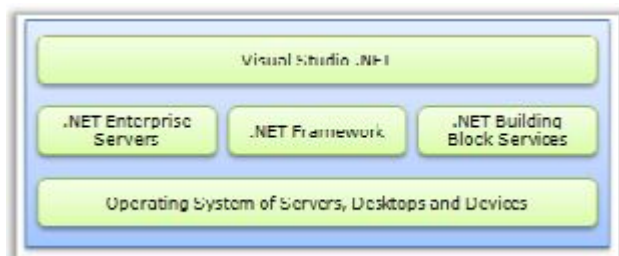 Visual Studio .NET
.NET Enterprise
Servers
.NET Framework
.NET Building
Block Services
Operating System of Servers, Desktops and Devices